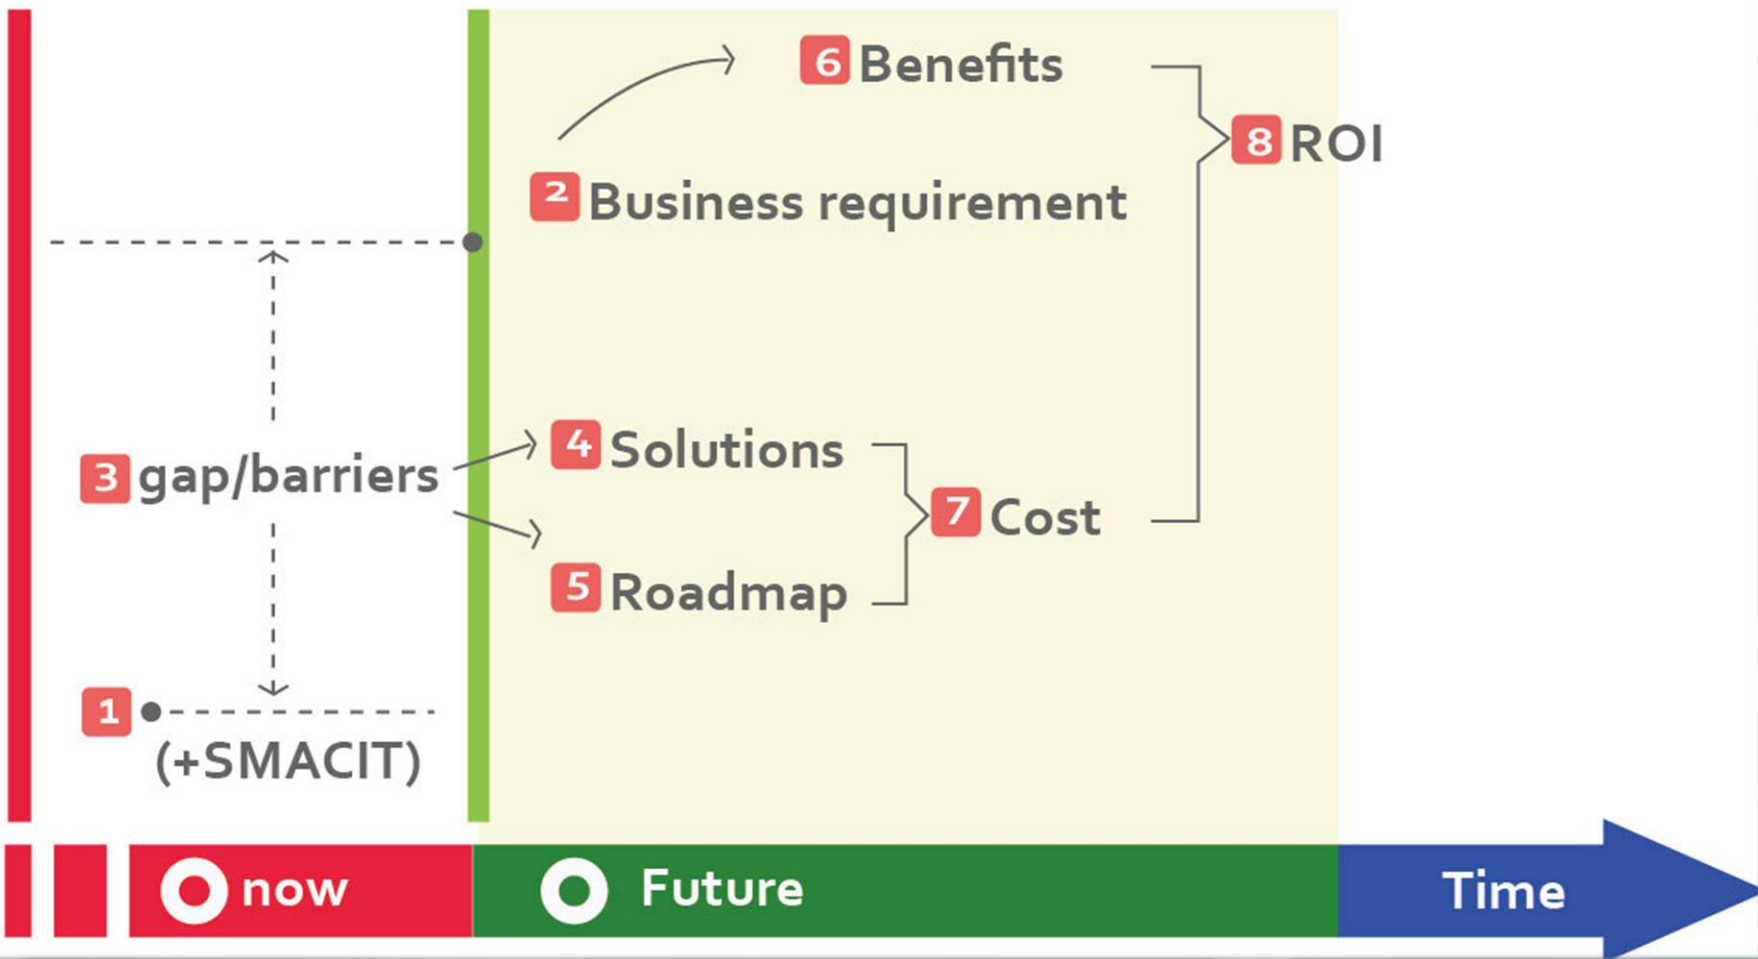 6 Benefits
8 ROI
2 Business requirement
4 Solutions
3 gap/barriers
7 Cost
5 Roadmap
1
(+SMACIT)
now
Future
Time